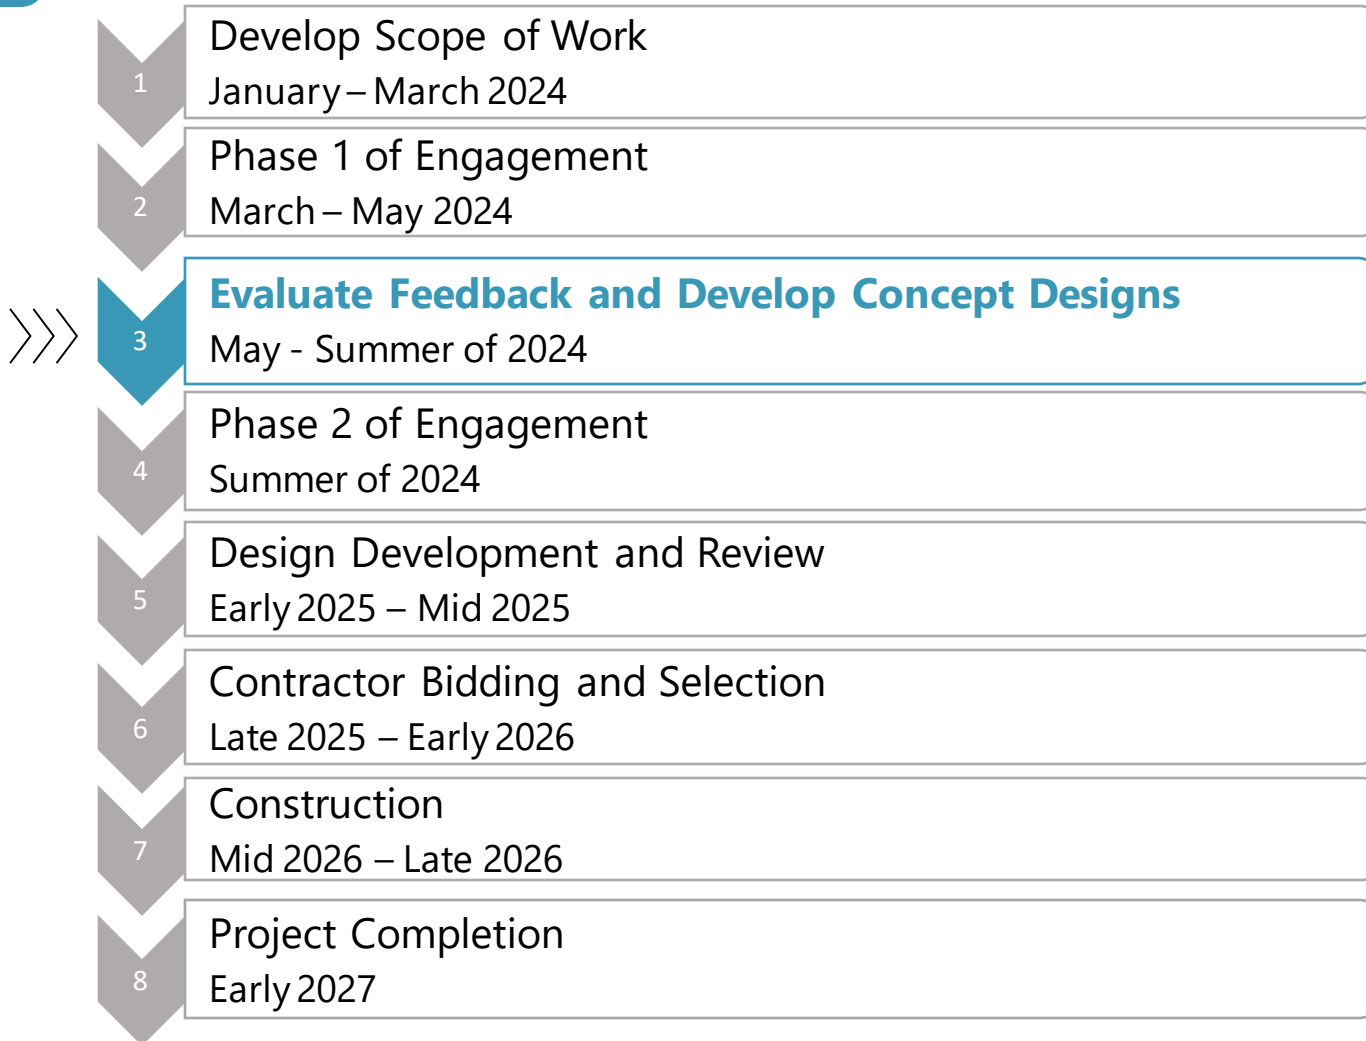 1
Develop Scope of Work
January – March 2024
2
Phase 1 of Engagement
March – May 2024
3
Evaluate Feedback and Develop Concept Designs
May - Summer of 2024
4
Phase 2 of Engagement
Summer of 2024
5
Design Development and Review
Early 2025 – Mid 2025
6
Contractor Bidding and Selection
Late 2025 – Early 2026
7
Construction
Mid 2026 – Late 2026
8
Project Completion
Early 2027